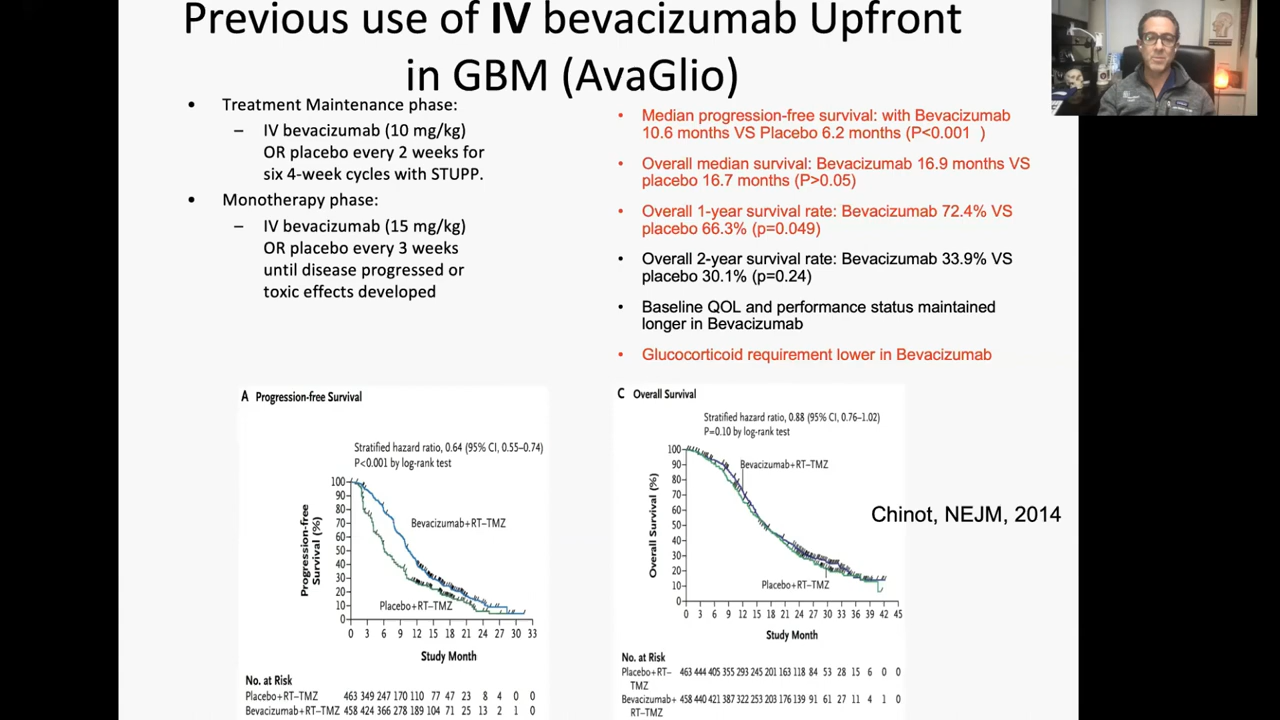 Previous use of IV bevacizumab Upfront
in GBM (AvaGlio)
• Treatment Maintenance phase:
– IV bevacizumab (10 mg/kg)
OR placebo every 2 weeks for
six 4-week cycles with STUPP.
• Monotherapy phase:
– IV bevacizumab (15 mg/kg)
OR placebo every 3 weeks
until disease progressed or
toxic effects developed
• Median progression-free survival: with Bevacizumab
10.6 months VS Placebo 6.2 months (P<0.001 )
• Overall median survival: Bevacizumab 16.9 months VS
placebo 16.7 months (P>0.05)
• Overall 1-year survival rate: Bevacizumab 72.4% VS
placebo 66.3% (p=0.049)
• Overall 2-year survival rate: Bevacizumab 33.9% VS
placebo 30.1% (p=0.24)
• Baseline QOL and performance status maintained
longer in Bevacizumab
• Glucocorticoid requirement lower in Bevacizumab
A Progression-free Survival
Stratified hazard ratio, 0.64 (95% CI, 0.55–0.74)
P<0.001 by log-rank test
100
90
80
70
60
50
40
30
20
10
0
Progression-free
Survival (%)
Bevacizumab+RT–TMZ
Placebo+RT–TMZ
0 3 6 9 12 15 18 21 24 27 30 33
Study Month
No. at Risk
Placebo+RT–TMZ 463 349 247 170 110 77 47 23 8 4 0 0
Bevacizumab+RT–TMZ 458 424 366 278 189 104 71 25 13 2 1 0
C Overall Survival
Stratified hazard ratio, 0.88 (95% CI, 0.76–1.02)
P=0.10 by log-rank test
100
90
80
70
60
50
40
30
20
10
0
Overall Survival (%)
Bevacizumab+RT–TMZ
Placebo+RT–TMZ
0 3 6 9 12 15 18 21 24 27 30 33 36 39 42 45
Study Month
No. at Risk
Placebo+RT– 463 444 405 355 293 245 201 163 118 84 53 28 15 6 0 0
TMZ
Bevacizumab+ 458 440 421 387 322 253 203 176 139 91 61 27 11 4 1 0
RT–TMZ
Chinot, NEJM, 2014